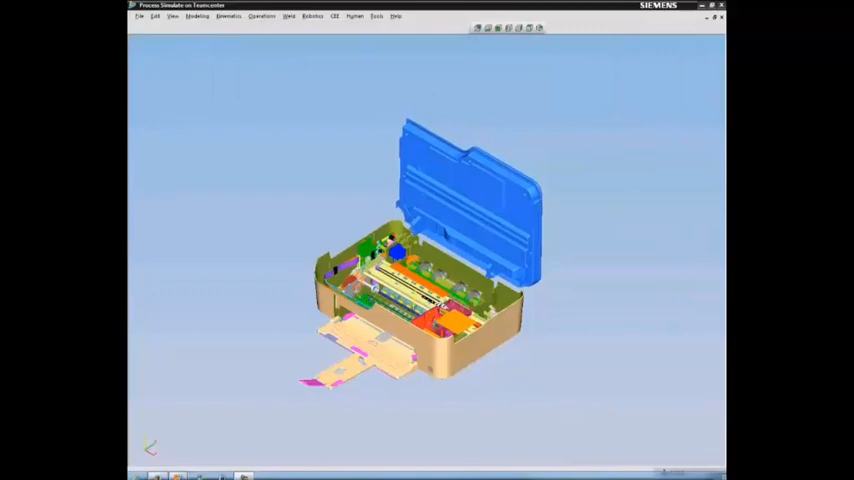 Process Simulate on Teamcenter
SIEMENS
File Edit View Modeling Kinematics Operations Weld Robotics CEE Human Tools Help